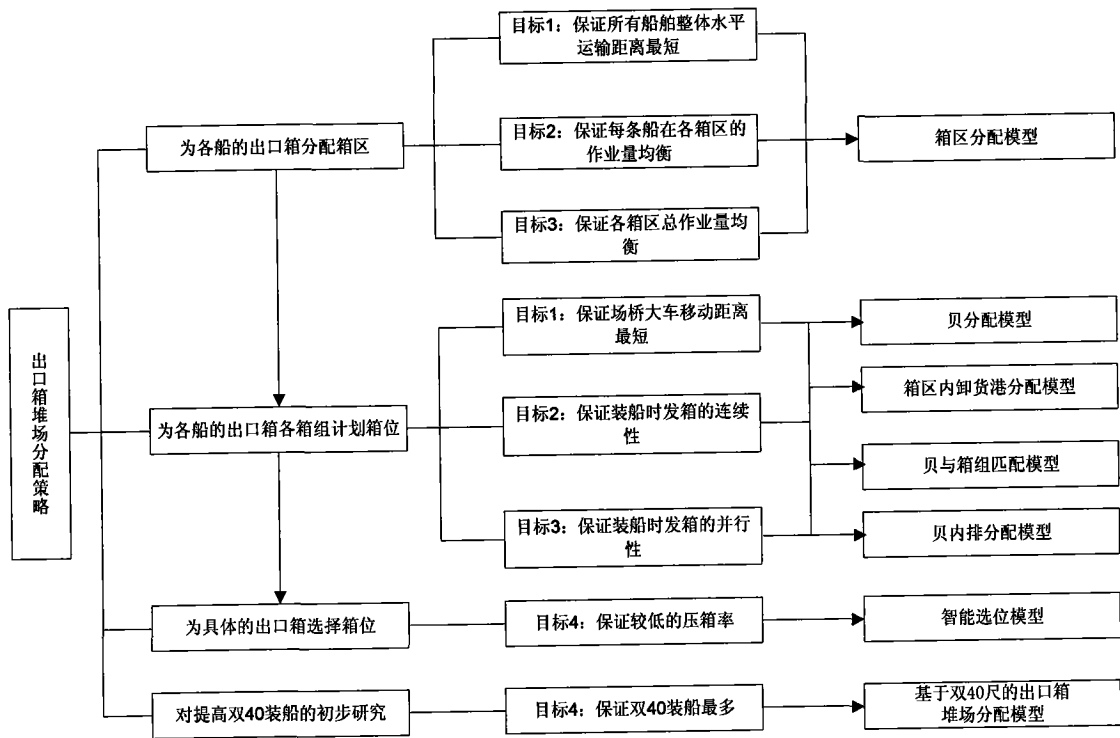 目标1：保证所有船舶整体水平
运输距离最短
为各船的出口箱分配箱区
目标2：保证每条船在各箱区的
作业量均衡
箱区分配模型
目标3：保证各箱区总作业量均
衡
出口箱堆场分配策略
目标1：保证场桥大车移动距离
最短
贝分配模型
箱区内卸货港分配模型
为各船的出口箱各箱组计划箱位
目标2：保证装船时发箱的连续
性
贝与箱组匹配模型
目标3：保证装船时发箱的并行
性
贝内排分配模型
为具体的出口箱选择箱位
目标4：保证较低的压箱率
智能选位模型
对提高双40装船的初步研究
目标4：保证双40装船最多
基于双40尺的出口箱
堆场分配模型